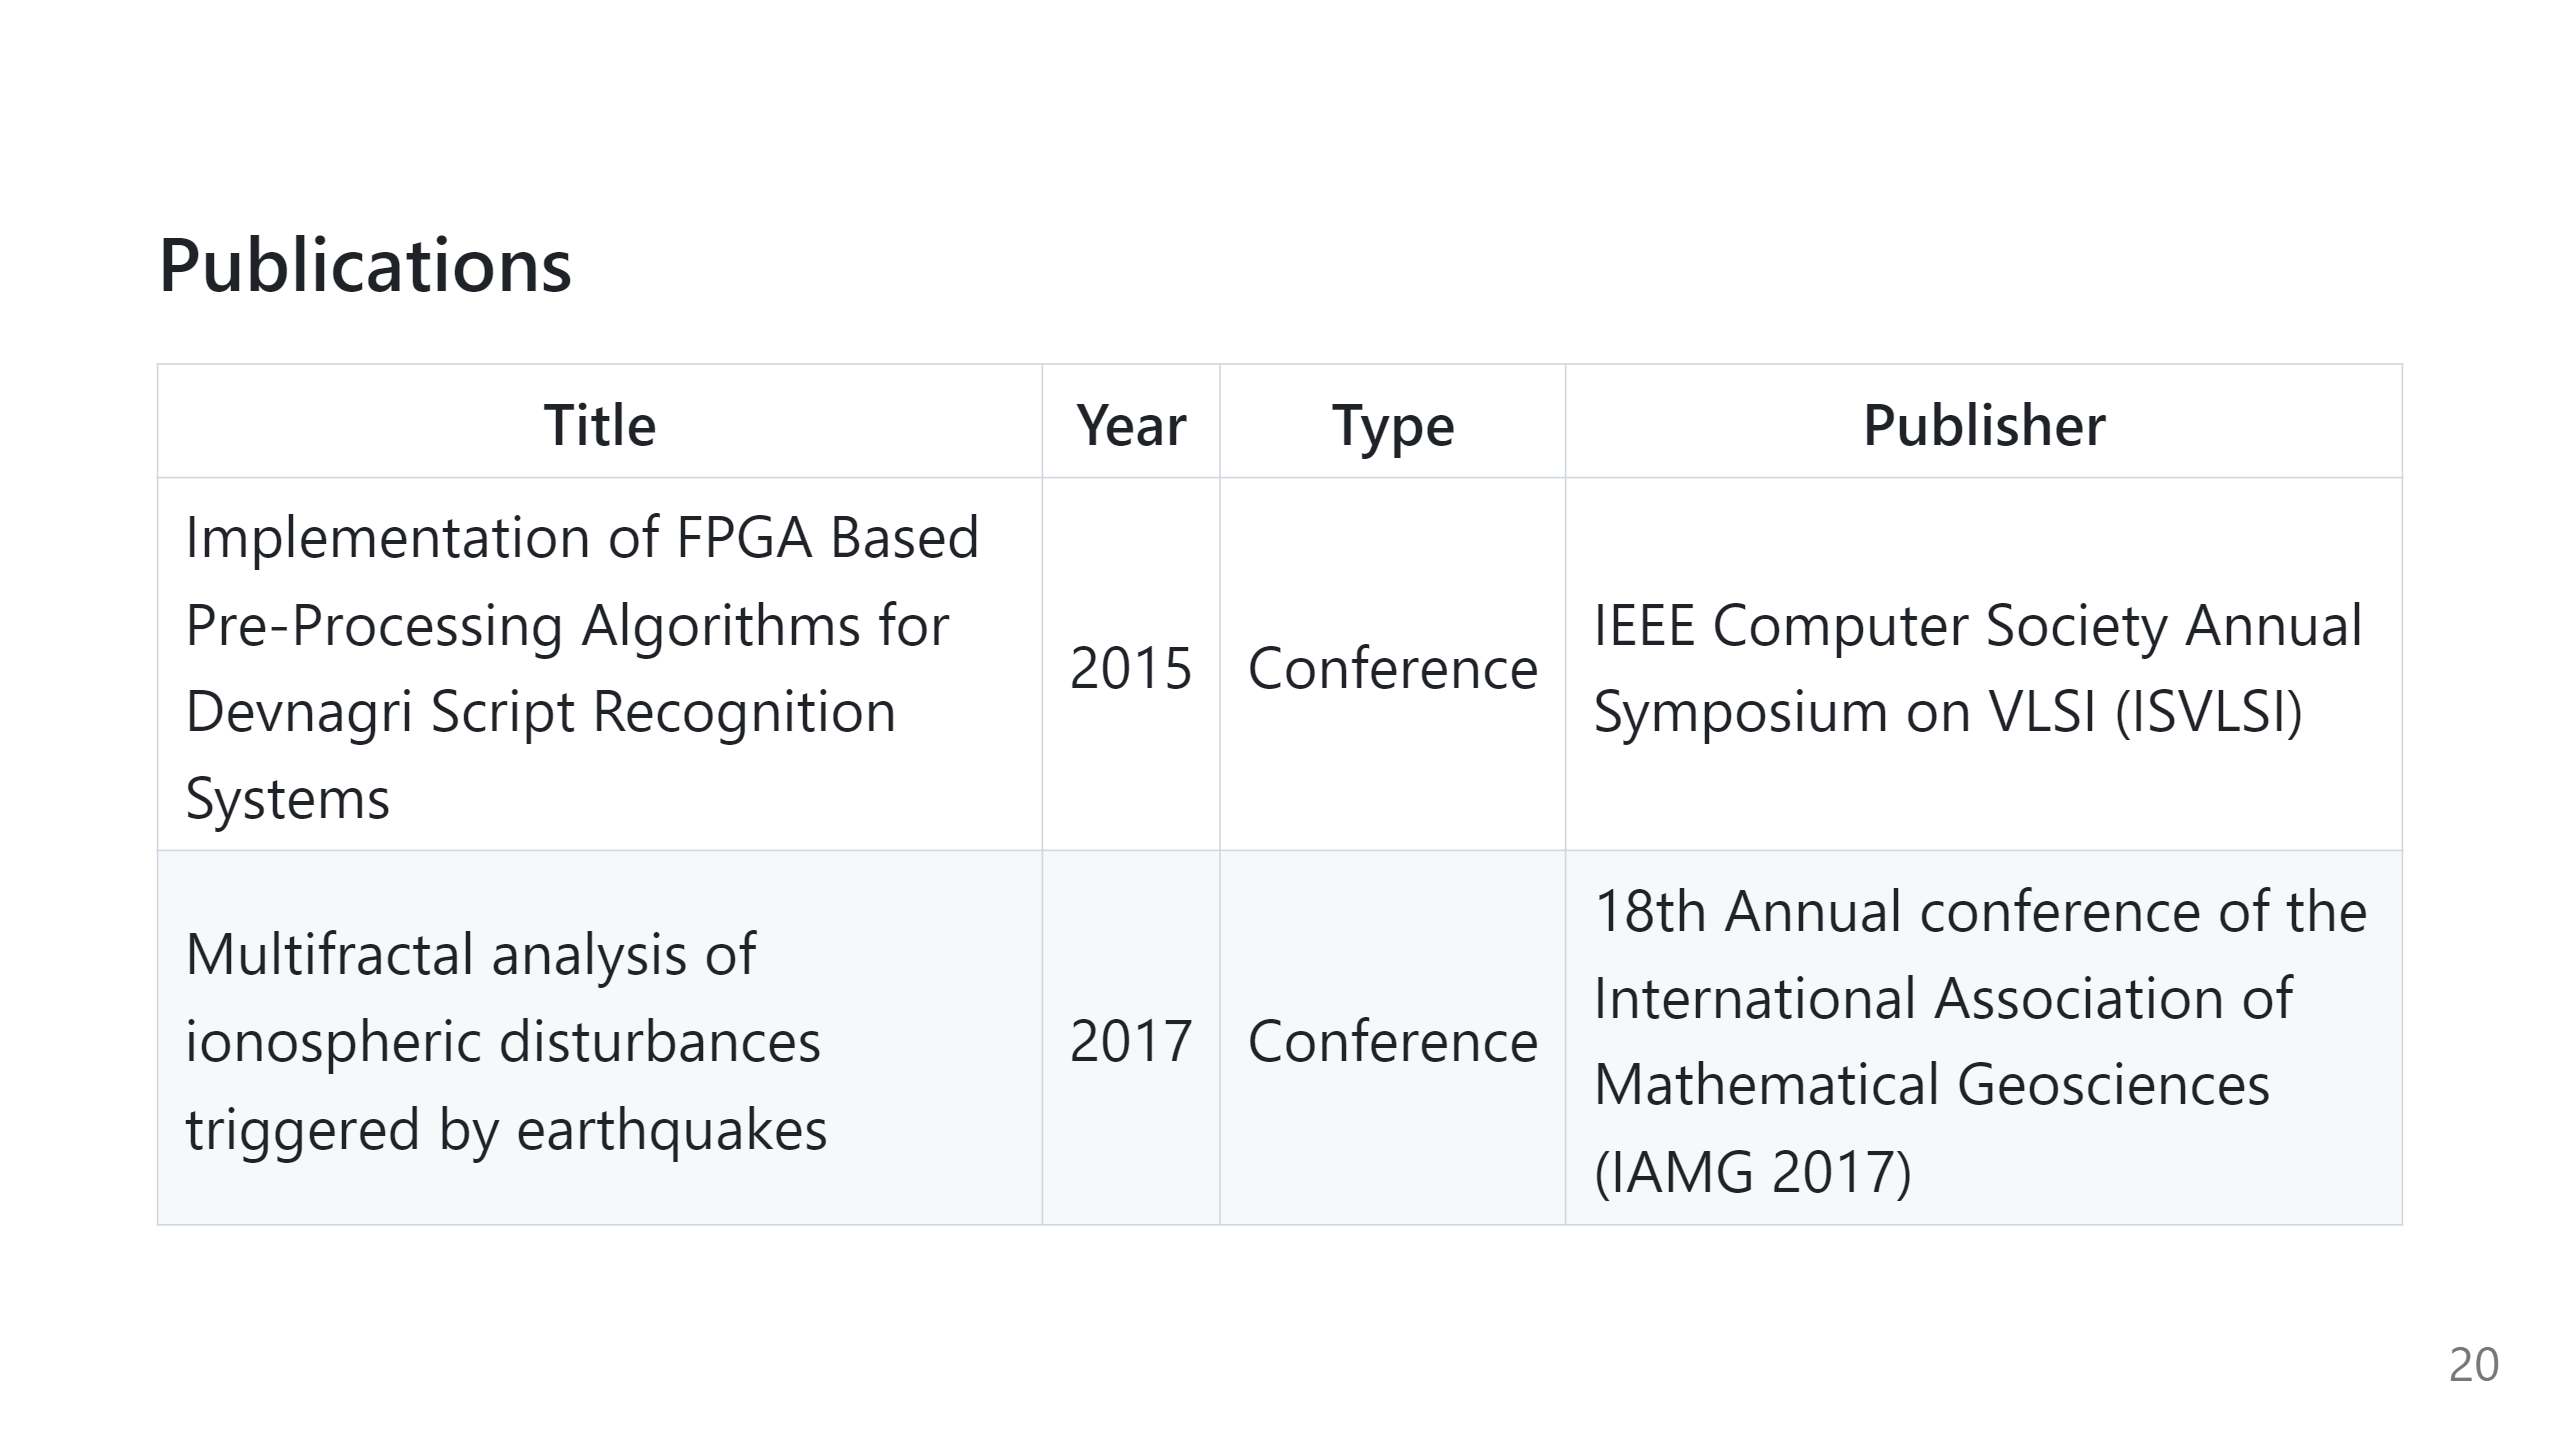 Publications
Title Year Type Publisher
Implementation of FPGA Based
Pre-Processing Algorithms for
Devnagri Script Recognition
Systems
2015
Conference
IEEE Computer Society Annual
Symposium on VLSI (ISVLSI)
Multifractal analysis of
ionospheric disturbances
triggered by earthquakes
2017
Conference
18th Annual conference of the
International Association of
Mathematical Geosciences
(IAMG 2017)
20